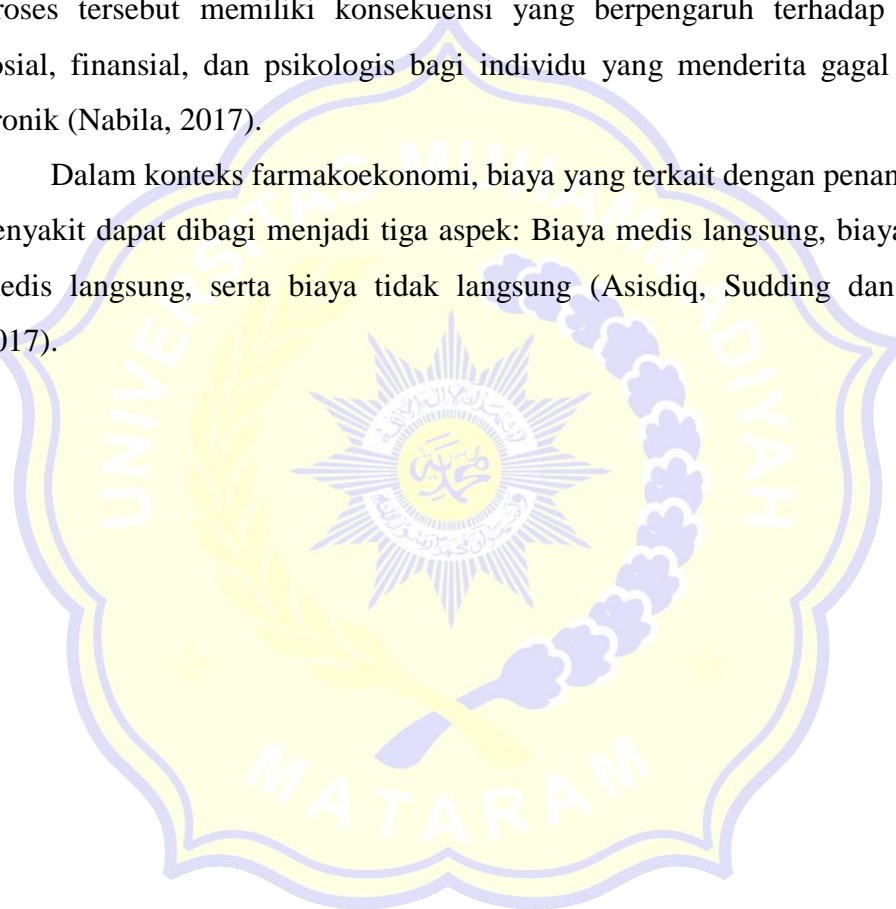 roses tersebut memiliki konsekuensi yang berpengaruh terhadap
osial, finansial, dan psikologis bagi individu yang menderita gagal
ronik (Nabila, 2017).
Dalam konteks farmakoekonomi, biaya yang terkait dengan penan
enyakit dapat dibagi menjadi tiga aspek: Biaya medis langsung, biaya
edis langsung, serta biaya tidak langsung (Asisdiq, Sudding dan
017).
UNIVERSITAS MUHAMMADIYAH
MATARAM